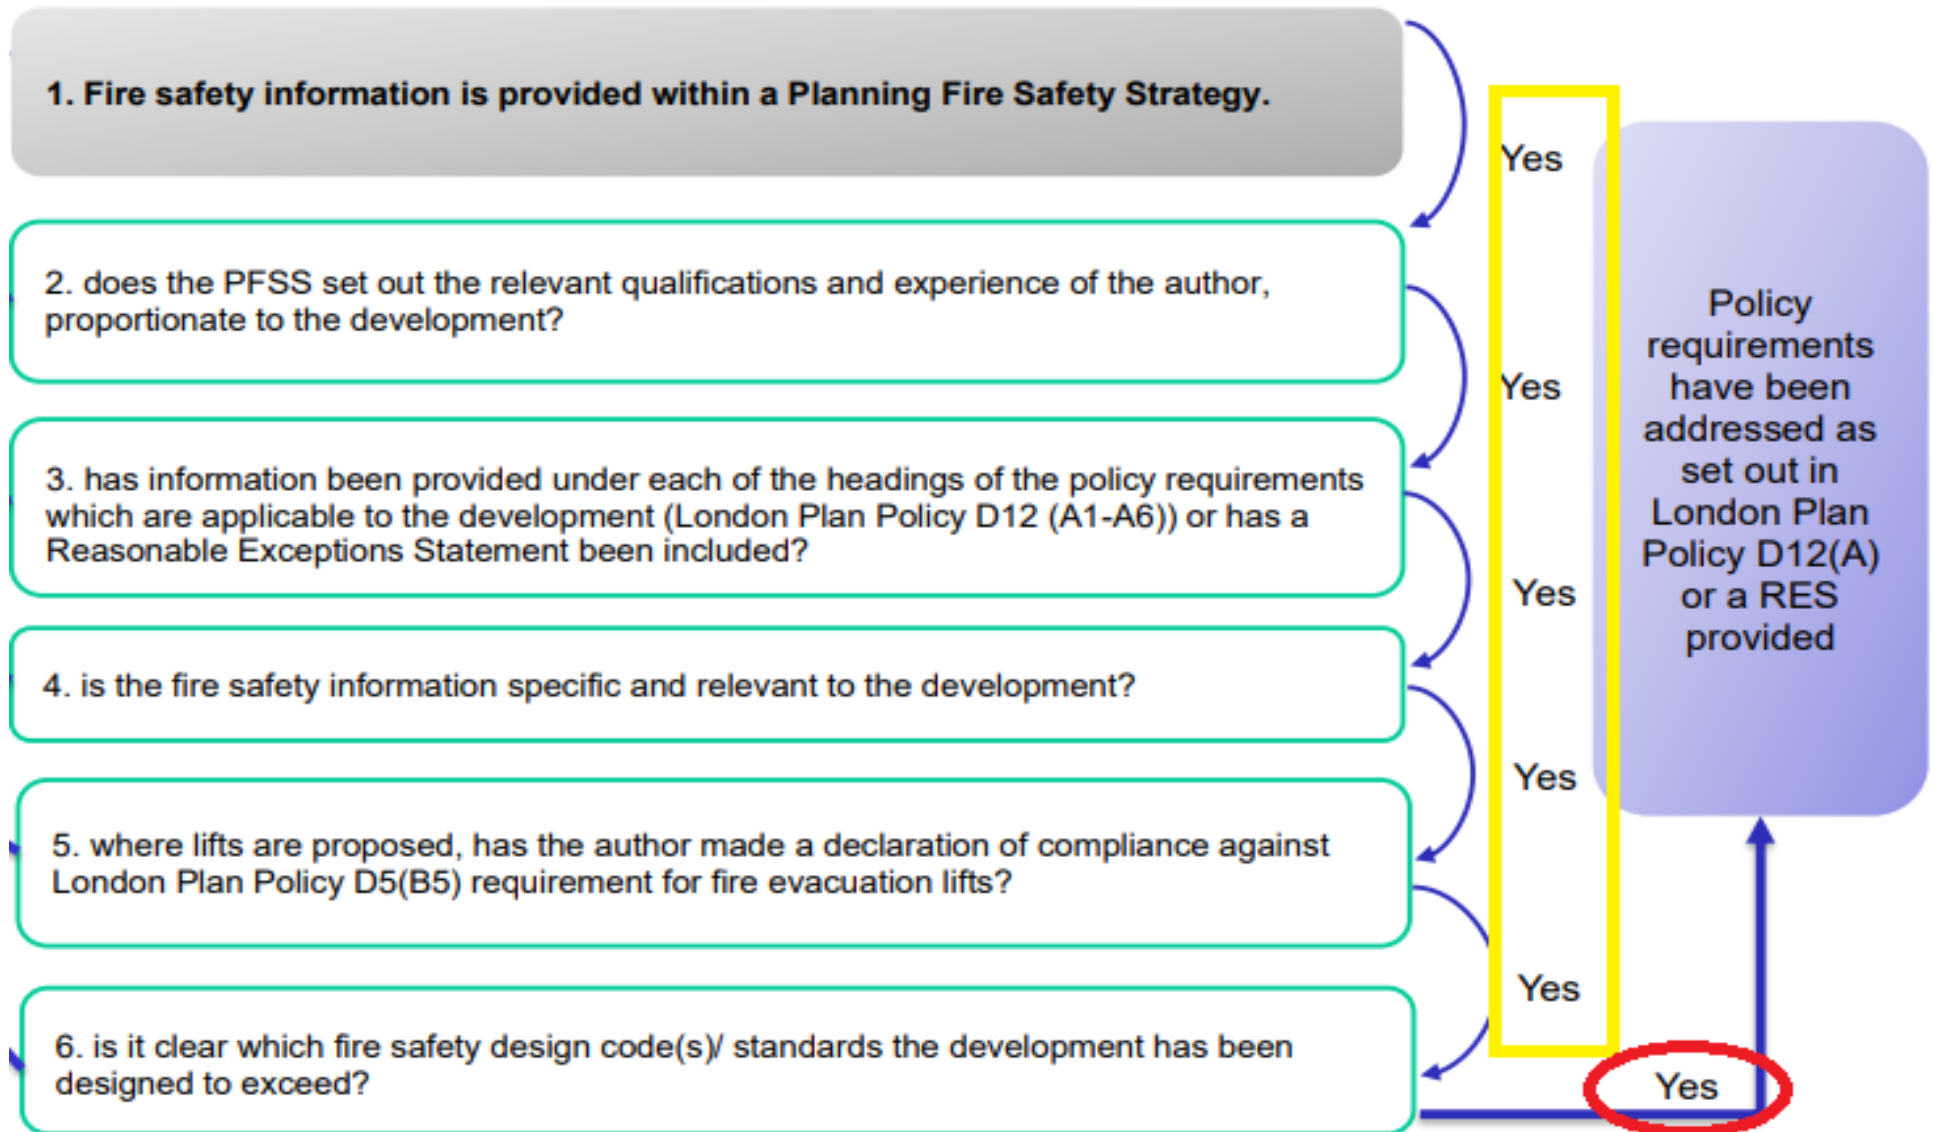 1. Fire safety information is provided within a Planning Fire Safety Strategy.
Yes
2. does the PFSS set out the relevant qualifications and experience of the author,
proportionate to the development?
Yes
3. has information been provided under each of the headings of the policy requirements
which are applicable to the development (London Plan Policy D12 (A1-A6)) or has a
Reasonable Exceptions Statement been included?
Yes
4. is the fire safety information specific and relevant to the development?
Yes
5. where lifts are proposed, has the author made a declaration of compliance against
London Plan Policy D5(B5) requirement for fire evacuation lifts?
Yes
6. is it clear which fire safety design code(s)/ standards the development has been
designed to exceed?
Yes
Policy
requirements
have been
addressed as
set out in
London Plan
Policy D12(A)
or a RES
provided